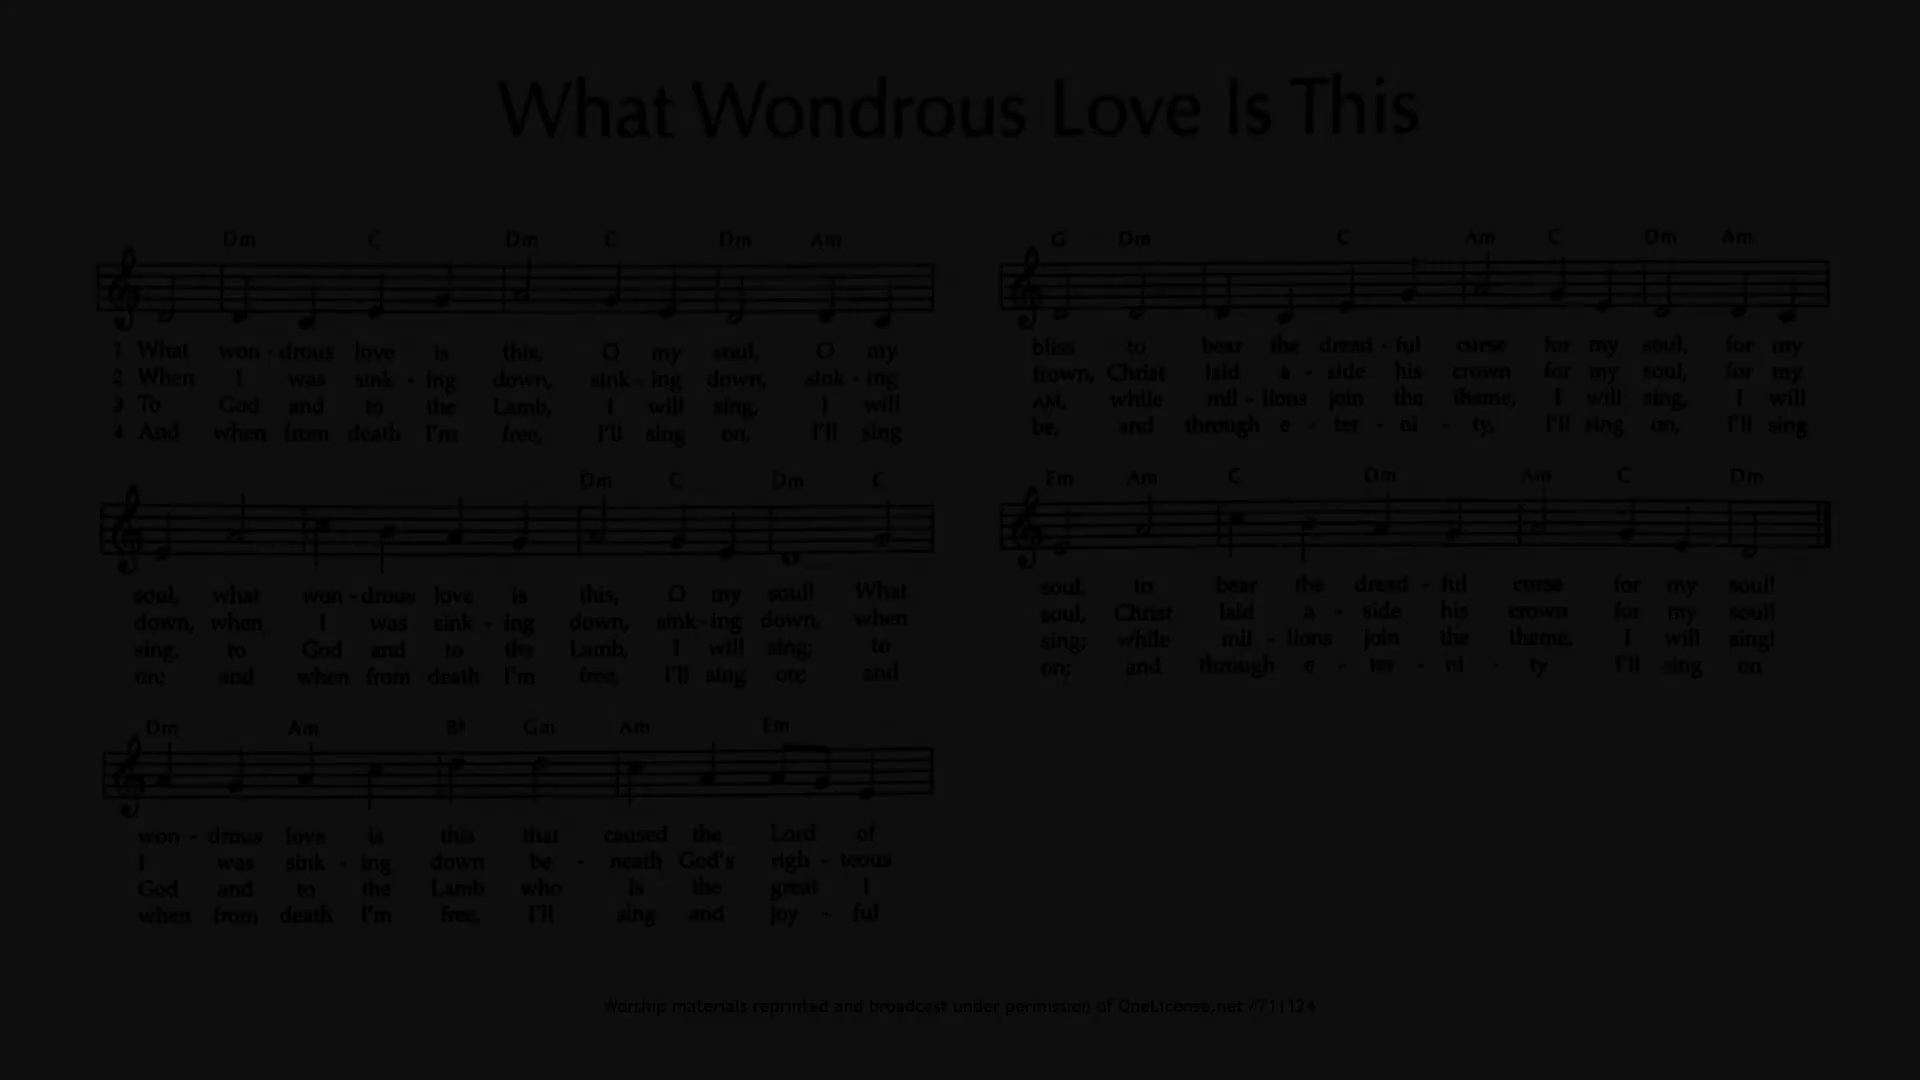 What Wondrous Love Is This
Dm C Dm C Dm Am
1 What won - drous love is this, O my soul, O my
2 When I was sink - ing down, sink - ing down, sink - ing
3 To God and to the Lamb, I will sing, I will
4 And when from death I'm free, I'll sing on, I'll sing
Dm C Dm C
soul, what won - drous love is this, O my soul! What
down, when I was sink - ing down, sink - ing down, when
sing, to God and to the Lamb, I will sing; to
on; and when from death I'm free, I'll sing on; and
Dm Am B♭ Gm Am Em
won - drous love is this that caused the Lord of
I was sink - ing down be - neath God's righ - teous
God and to the Lamb who is the great I
when from death I'm free, I'll sing and joy - ful
G Dm C Am C Dm Am
bliss to bear the dread - ful curse for my soul, for my
frown, Christ laid a - side his crown for my soul, for my
AM, while mil - lions join the theme, I will sing, I will
be, and through e - ter - ni - ty, I'll sing on, I'll sing
Em Am C Dm Am C Dm
soul, to bear the dread - ful curse for my soul!
soul, Christ laid a - side his crown for my soul!
sing; while mil - lions join the theme, I will sing!
on; and through e - ter - ni - ty I'll sing on
Worship materials reprinted and broadcast under permission of OneLicense.net #711124